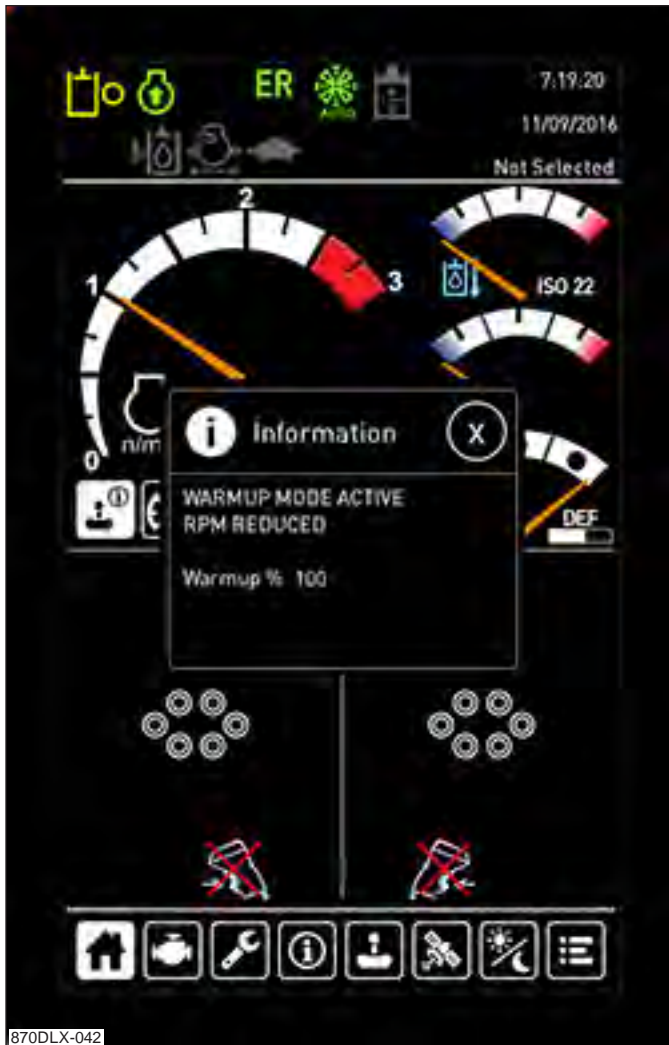 ER
AUTO
7:19:20
11/09/2016
Not Selected
2
1
3
0
n/m
ISO 22
i Information X
WARMUP MODE ACTIVE
RPM REDUCED
Warmup % 100
DEF
870DLX-042